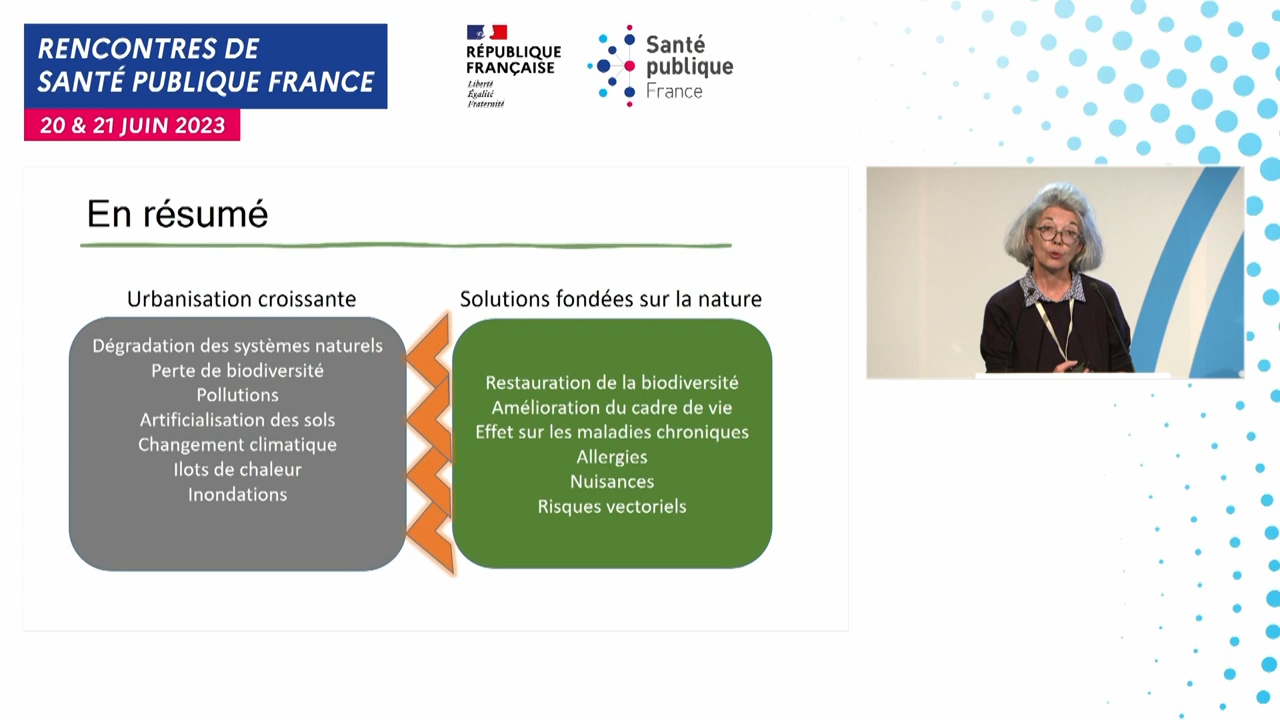 RENCONTRES DE
SANTÉ PUBLIQUE FRANCE
20 & 21 JUIN 2023
RÉPUBLIQUE
FRANÇAISE
Liberté
Égalité
Fraternité
Santé
publique
France
En résumé
Urbanisation croissante
Dégradation des systèmes naturels
Perte de biodiversité
Pollutions
Artificialisation des sols
Changement climatique
Ilots de chaleur
Inondations
Solutions fondées sur la nature
Restauration de la biodiversité
Amélioration du cadre de vie
Effet sur les maladies chroniques
Allergies
Nuisances
Risques vectoriels